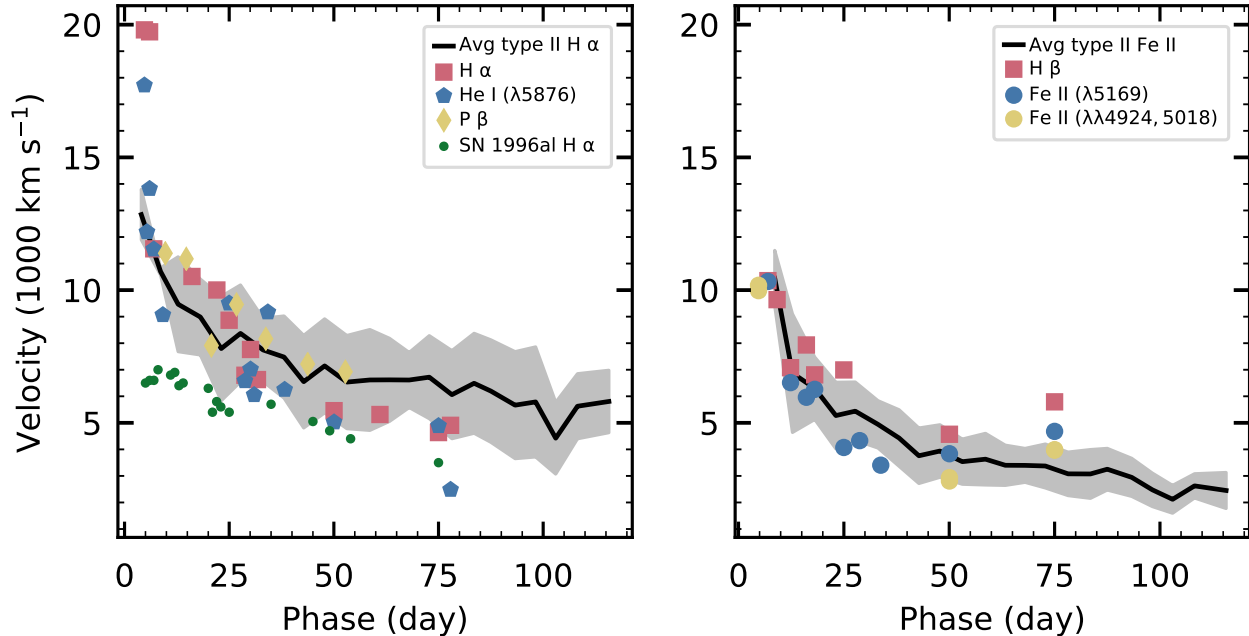 Velocity (1000 km s⁻¹)
20
15
10
5
Avg type II H α
H α
He I (λ5876)
P β
SN 1996al H α
0 25 50 75 100
Phase (day)
20
15
10
5
Avg type II Fe II
H β
Fe II (λ5169)
Fe II (λλ4924, 5018)
0 25 50 75 100
Phase (day)